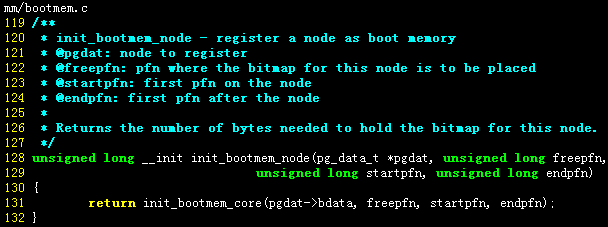 mm/bootmem.c
119 /**
120  * init_bootmem_node - register a node as boot memory
121  * @pgdat: node to register
122  * @freepfn: pfn where the bitmap for this node is to be placed
123  * @startpfn: first pfn on the node
124  * @endpfn: first pfn after the node
125  *
126  * Returns the number of bytes needed to hold the bitmap for this node.
127  */
128 unsigned long __init init_bootmem_node(pg_data_t *pgdat, unsigned long freepfn,
129                                 unsigned long startpfn, unsigned long endpfn)
130 {
131         return init_bootmem_core(pgdat->bdata, freepfn, startpfn, endpfn);
132 }